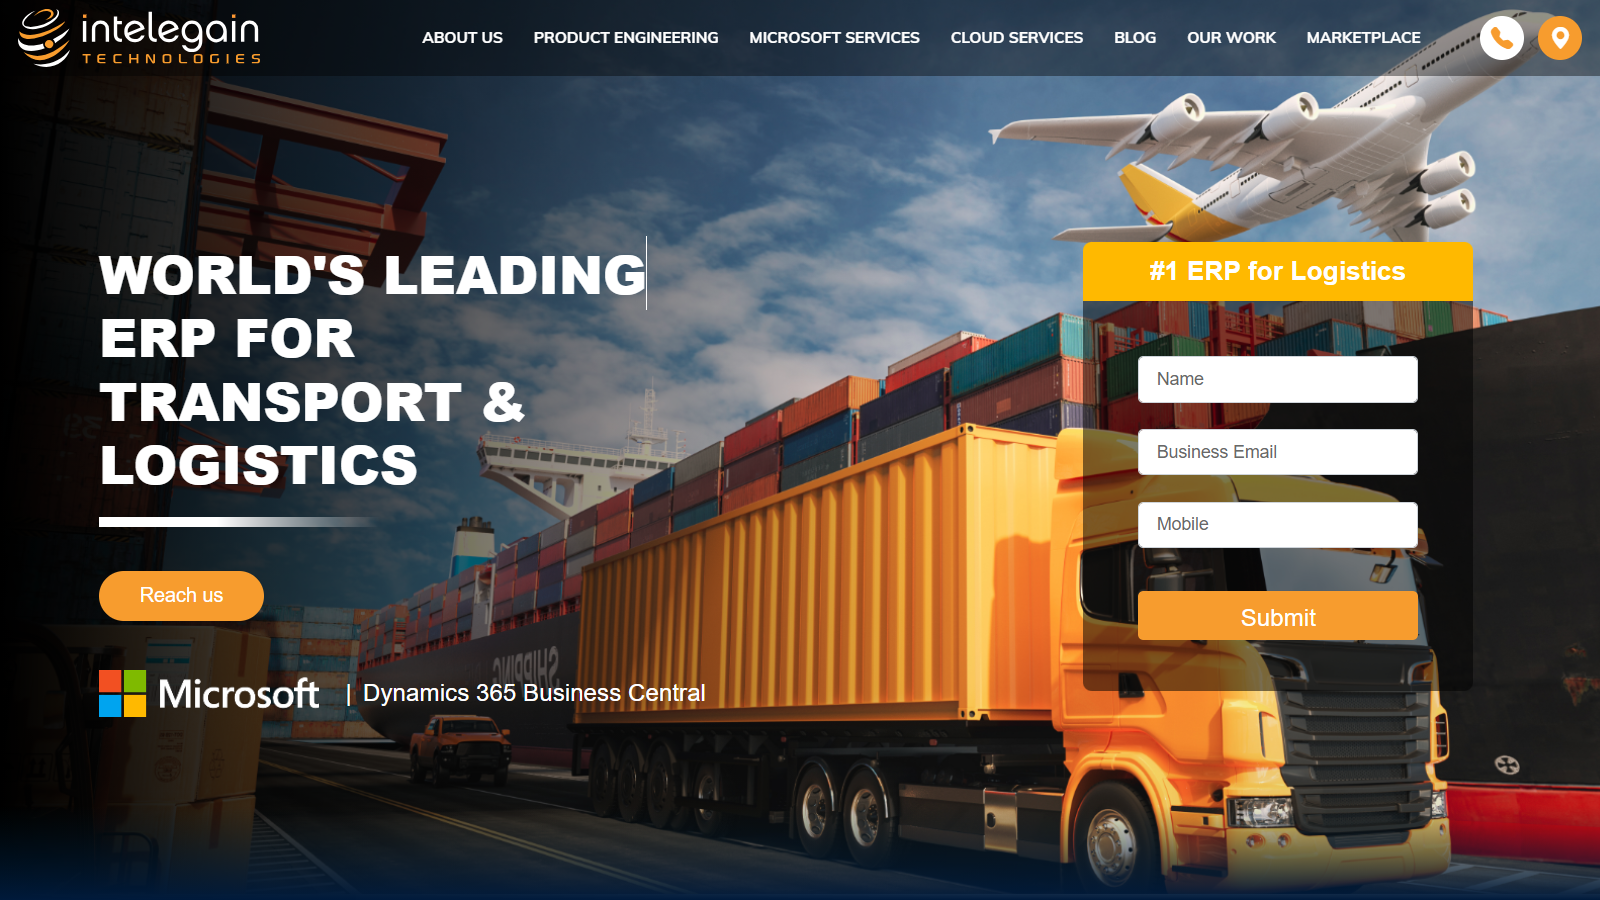 intelegain
TECHNOLOGIES
ABOUT US
PRODUCT ENGINEERING
MICROSOFT SERVICES
CLOUD SERVICES
BLOG
OUR WORK
MARKETPLACE
WORLD'S LEADING
ERP FOR
TRANSPORT &
LOGISTICS
Reach us
Microsoft
| Dynamics 365 Business Central
#1 ERP for Logistics
Name
Business Email
Mobile
Submit
SHIPPING